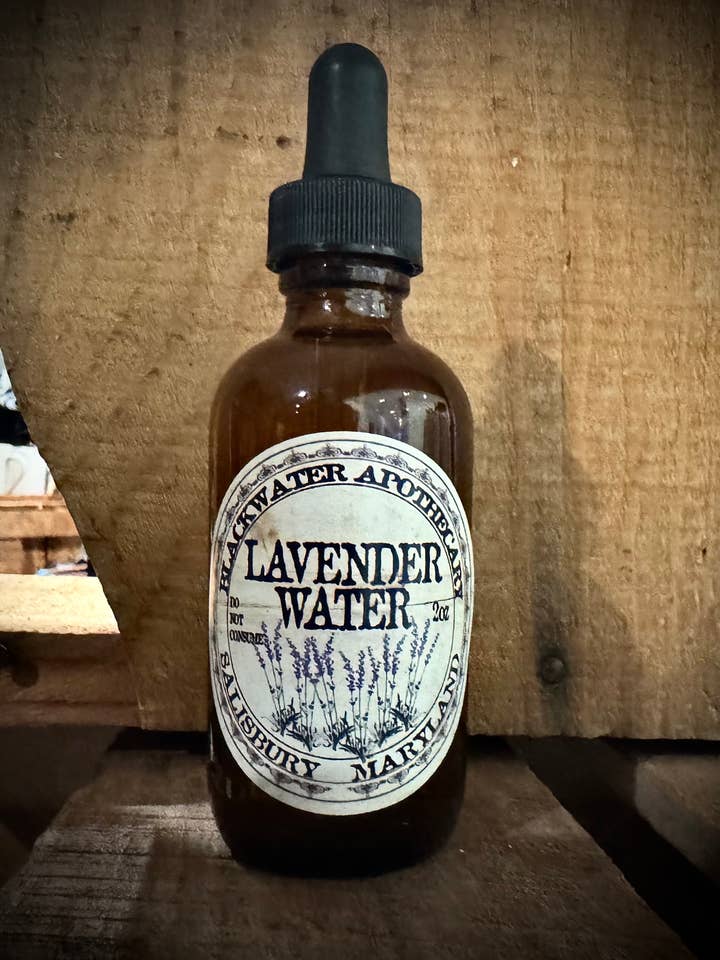 BLACKWATER APOTHECARY
LAVENDER
WATER
DO
NOT
CONSUME
2oz
SALISBURY MARYLAND